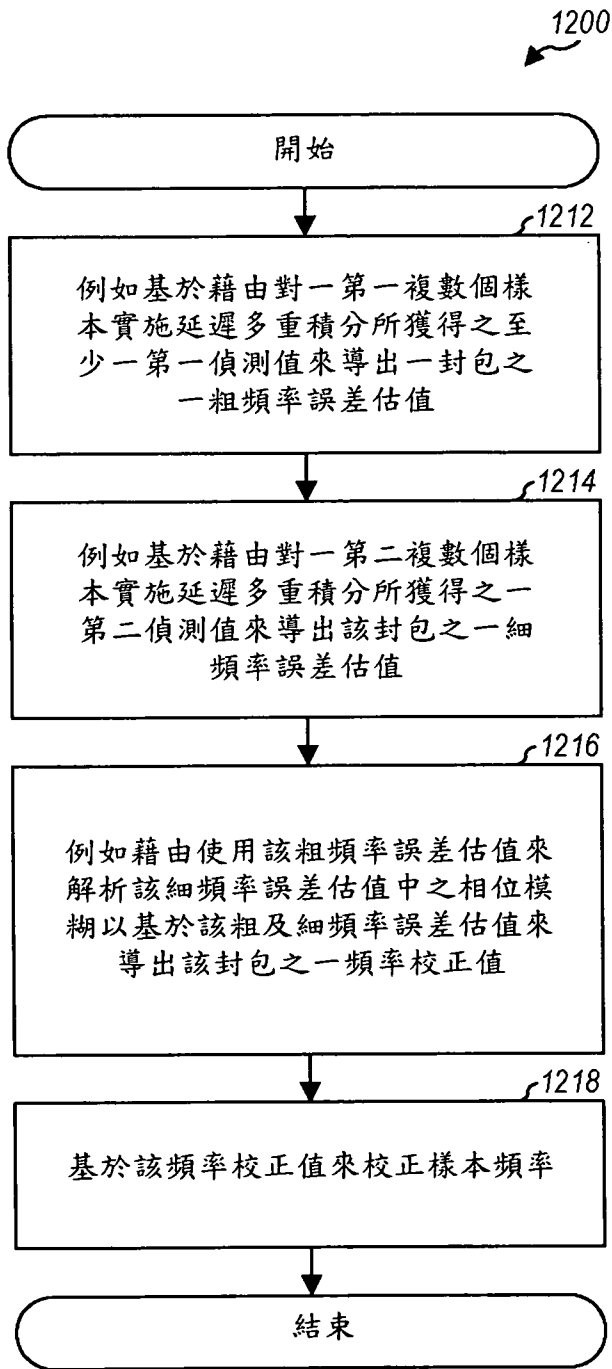 1200
開始
1212
例如基於藉由對一第一複數個樣
本實施延遲多重積分所獲得之至
少一第一偵測值來導出一封包之
一粗頻率誤差估值
1214
例如基於藉由對一第二複數個樣
本實施延遲多重積分所獲得之一
第二偵測值來導出該封包之一細
頻率誤差估值
1216
例如藉由使用該粗頻率誤差估值來
解析該細頻率誤差估值中之相位模
糊以基於該粗及細頻率誤差估值來
導出該封包之一頻率校正值
1218
基於該頻率校正值來校正樣本頻率
結束